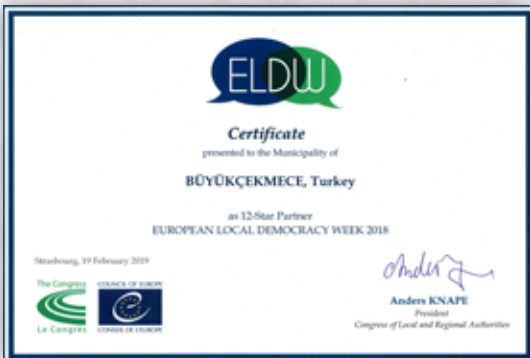 ELDW
Certificate
presented to the Municipality of
BÜYÜKÇEKMECE, Turkey
as 12-Star Partner
EUROPEAN LOCAL DEMOCRACY WEEK 2018
Strasbourg, 19 February 2019
The Congress
Le Congrès
COUNCIL OF EUROPE
CONSEIL DE L'EUROPE
Anders KNAPE
President
Congress of Local and Regional Authorities